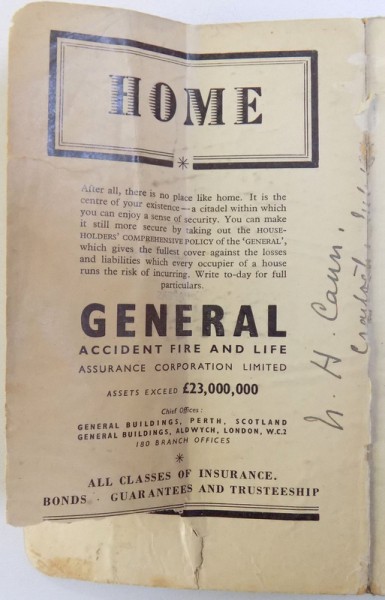 HOME
*
After all, there is no place like home. It is the
centre of your existence—a citadel within which
you can enjoy a sense of security. You can make
it still more secure by taking out the HOUSE-
HOLDERS' COMPREHENSIVE POLICY of the 'GENERAL',
which gives the fullest cover against the losses
and liabilities which every occupier of a house
runs the risk of incurring. Write to-day for full
particulars.
GENERAL
ACCIDENT FIRE AND LIFE
ASSURANCE CORPORATION LIMITED
ASSETS EXCEED £23,000,000
Chief Offices:
GENERAL BUILDINGS, PERTH, SCOTLAND
GENERAL BUILDINGS, ALDWYCH, LONDON, W.C.2
180 BRANCH OFFICES
*
ALL CLASSES OF INSURANCE.
BONDS · GUARANTEES AND TRUSTEESHIP
N. H. Cann.